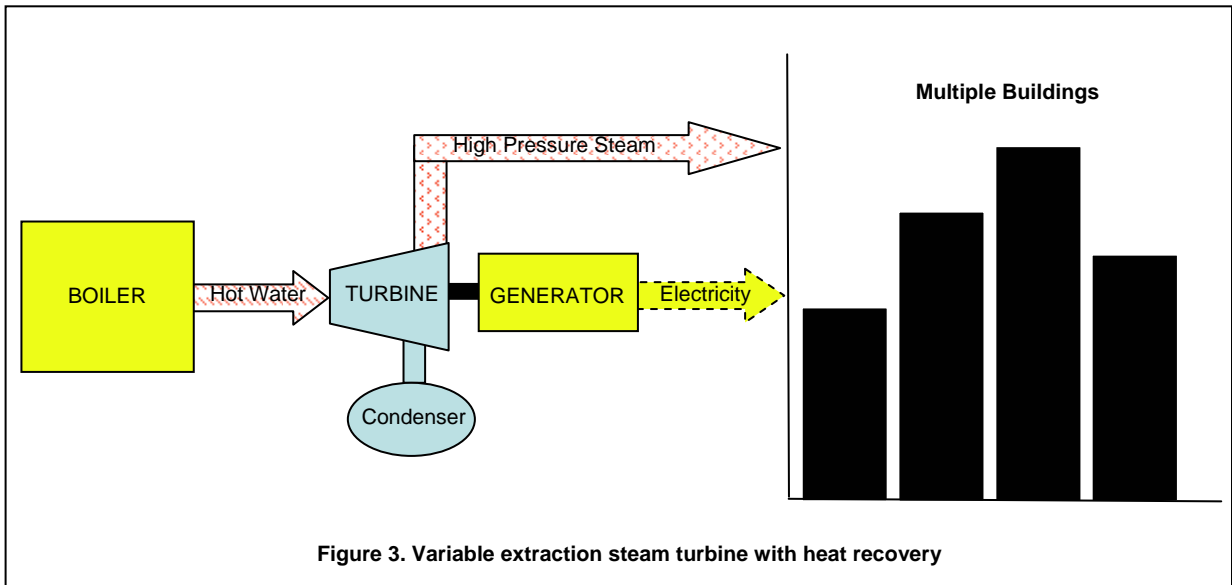 Multiple Buildings
High Pressure Steam
BOILER
Hot Water
TURBINE
GENERATOR
Electricity
Condenser
Figure 3. Variable extraction steam turbine with heat recovery